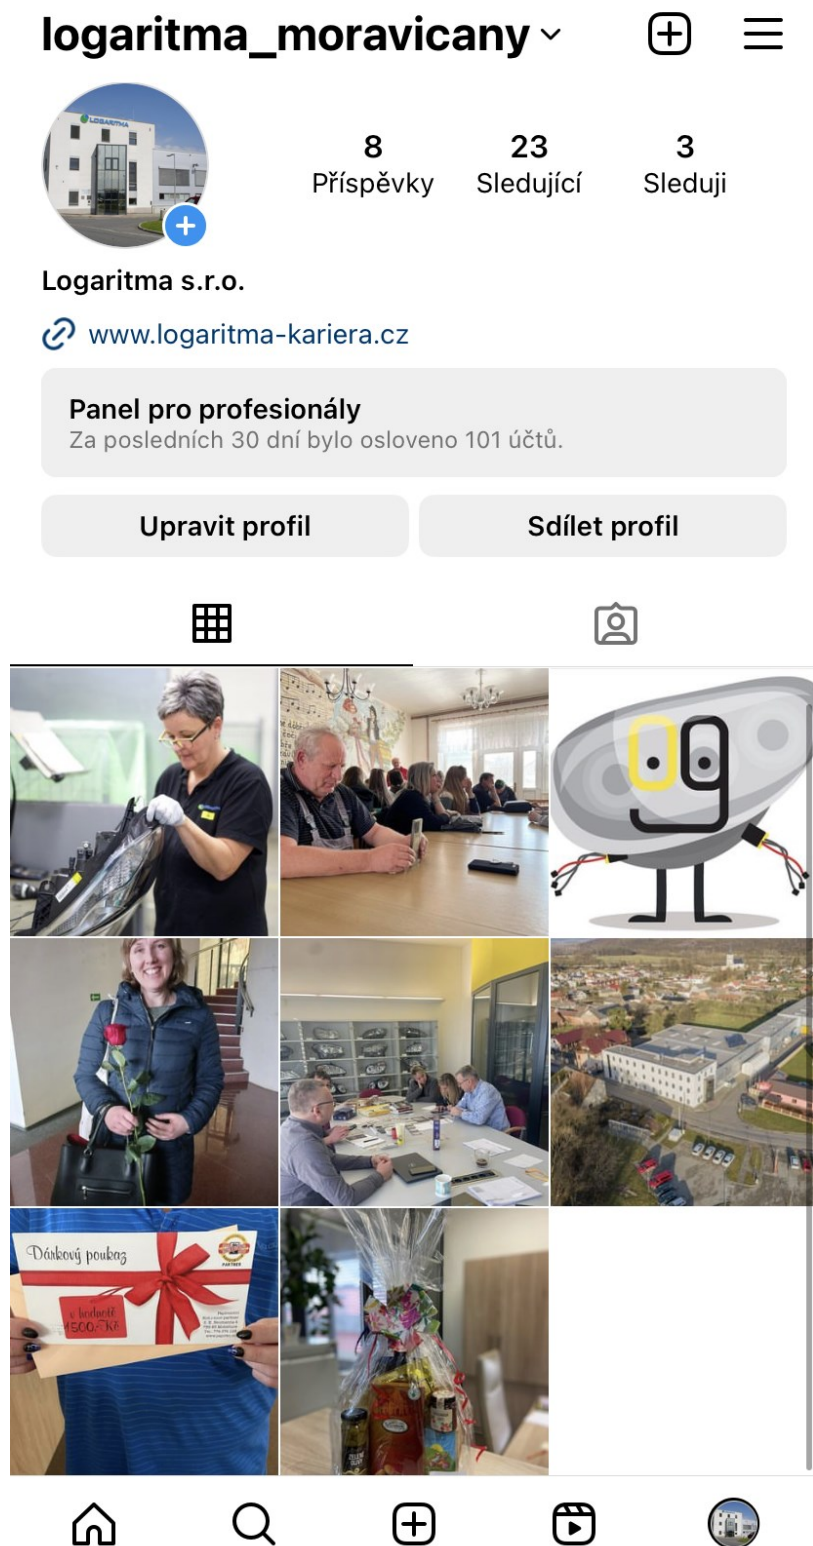 logaritma_moravicany
LOGARITMA
8
Příspěvky
23
Sledující
3
Sleduji
Logaritma s.r.o.
www.logaritma-kariera.cz
Panel pro profesionály
Za posledních 30 dní bylo osloveno 101 účtů.
Upravit profil
Sdílet profil
Dárkový poukaz
PARTNER
v hodnotě
1500,-Kč